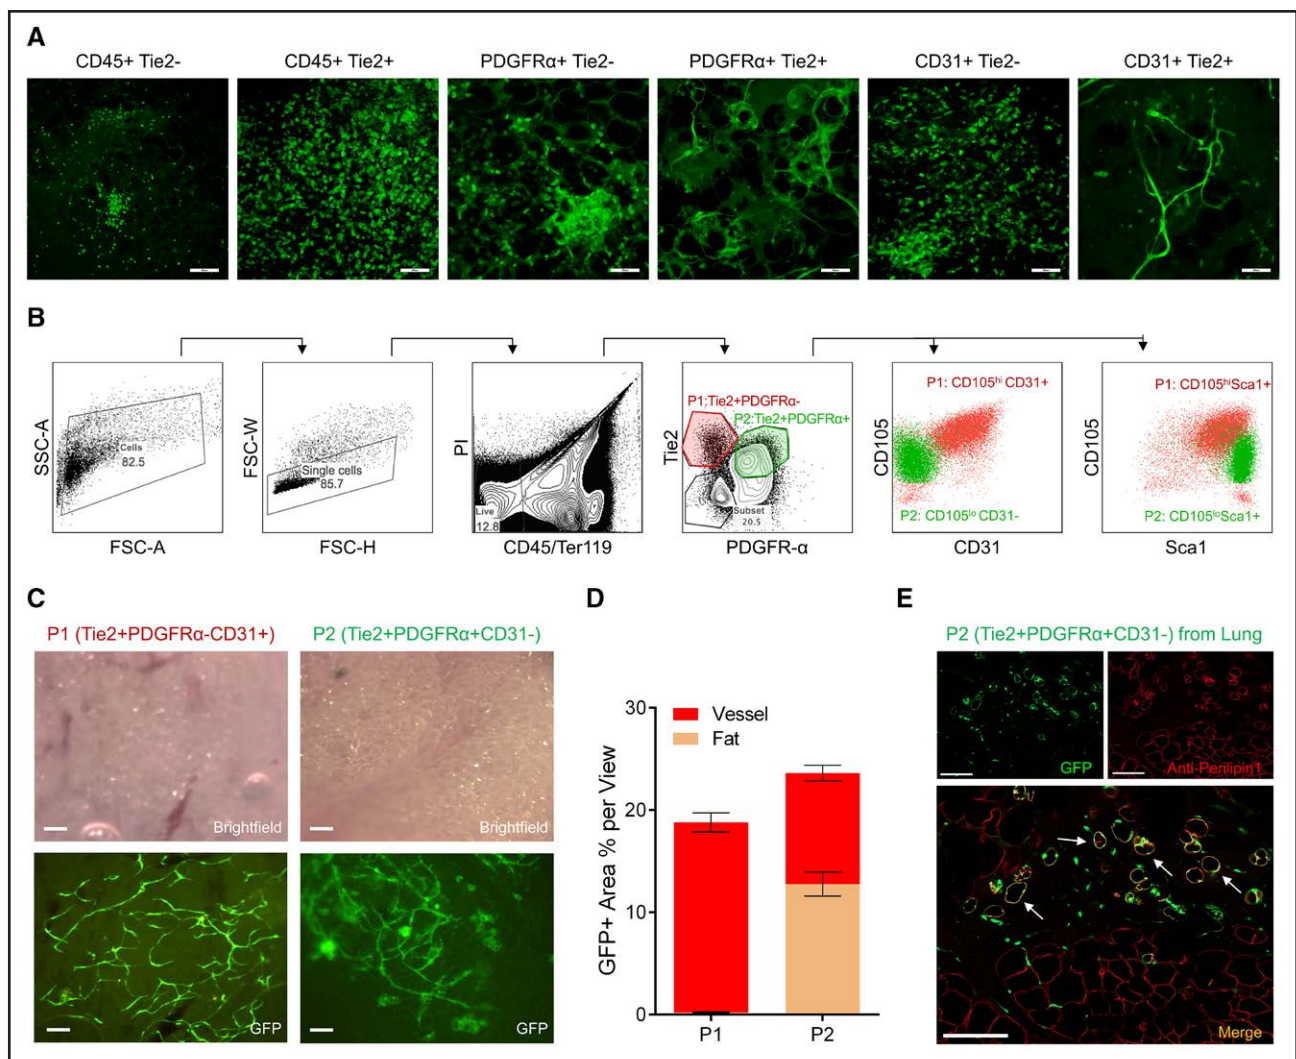 A
CD45+ Tie2-
CD45+ Tie2+
PDGFRα+ Tie2-
PDGFRα+ Tie2+
CD31+ Tie2-
CD31+ Tie2+
B
SSC-A
Cells
82.5
FSC-A
FSC-W
Single cells
85.7
FSC-H
PI
Live
12.8
CD45/Ter119
Tie2
P1;Tie2+PDGFRα-
P2;Tie2+PDGFRα+
Subset
20.5
PDGFR-α
CD105
P1: CD105hi CD31+
P2: CD105lo CD31-
CD31
CD105
P1: CD105hiSca1+
P2: CD105loSca1+
Sca1
C
P1 (Tie2+PDGFRα-CD31+)
P2 (Tie2+PDGFRα+CD31-)
Brightfield
Brightfield
GFP
GFP
D
GFP+ Area % per View
30
20
10
0
Vessel
Fat
P1
P2
E
P2 (Tie2+PDGFRα+CD31-) from Lung
GFP
Anti-Perilipin1
Merge